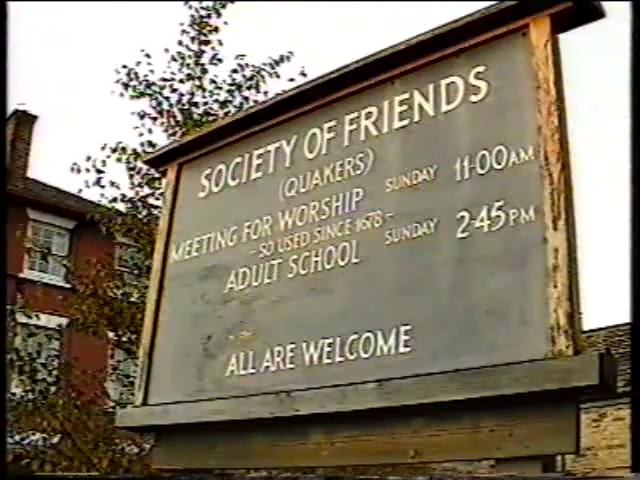 SOCIETY OF FRIENDS
(QUAKERS)
MEETING FOR WORSHIP SUNDAY 11·00AM
-SO USED SINCE 1678-
ADULT SCHOOL SUNDAY 2·45PM
ALL ARE WELCOME